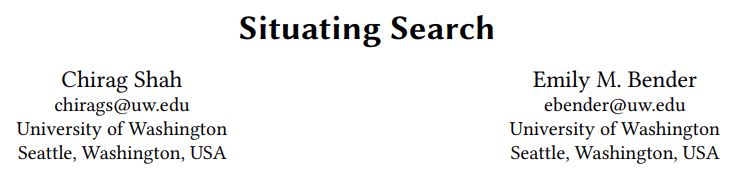 Situating Search
Chirag Shah
chirags@uw.edu
University of Washington
Seattle, Washington, USA
Emily M. Bender
ebender@uw.edu
University of Washington
Seattle, Washington, USA